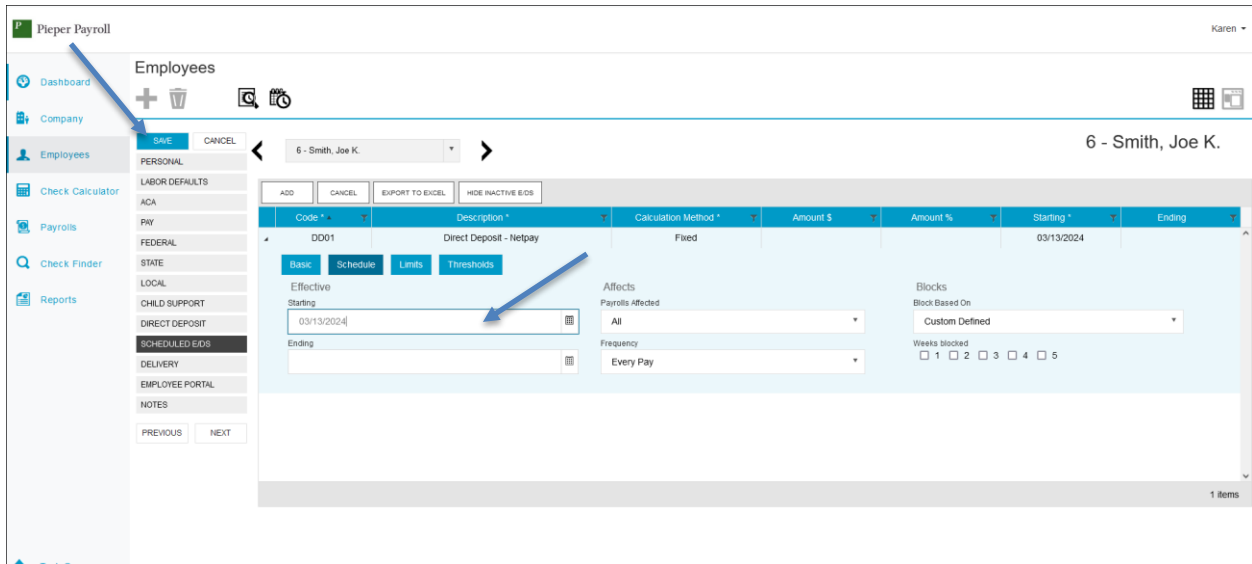 P Pieper Payroll
Karen
Dashboard
Company
Employees
Check Calculator
Payrolls
Check Finder
Reports
Employees
SAVE CANCEL
PERSONAL
LABOR DEFAULTS
ACA
PAY
FEDERAL
STATE
LOCAL
CHILD SUPPORT
DIRECT DEPOSIT
SCHEDULED E/DS
DELIVERY
EMPLOYEE PORTAL
NOTES
PREVIOUS NEXT
6 - Smith, Joe K.
6 - Smith, Joe K.
ADD CANCEL EXPORT TO EXCEL HIDE INACTIVE E/DS
Code * Description * Calculation Method * Amount $ Amount % Starting * Ending
DD01 Direct Deposit - Netpay Fixed 03/13/2024
Basic Schedule Limits Thresholds
Effective Affects Blocks
Starting Payrolls Affected Block Based On
03/13/2024 All Custom Defined
Ending Frequency Weeks blocked
Every Pay 1 2 3 4 5
1 items